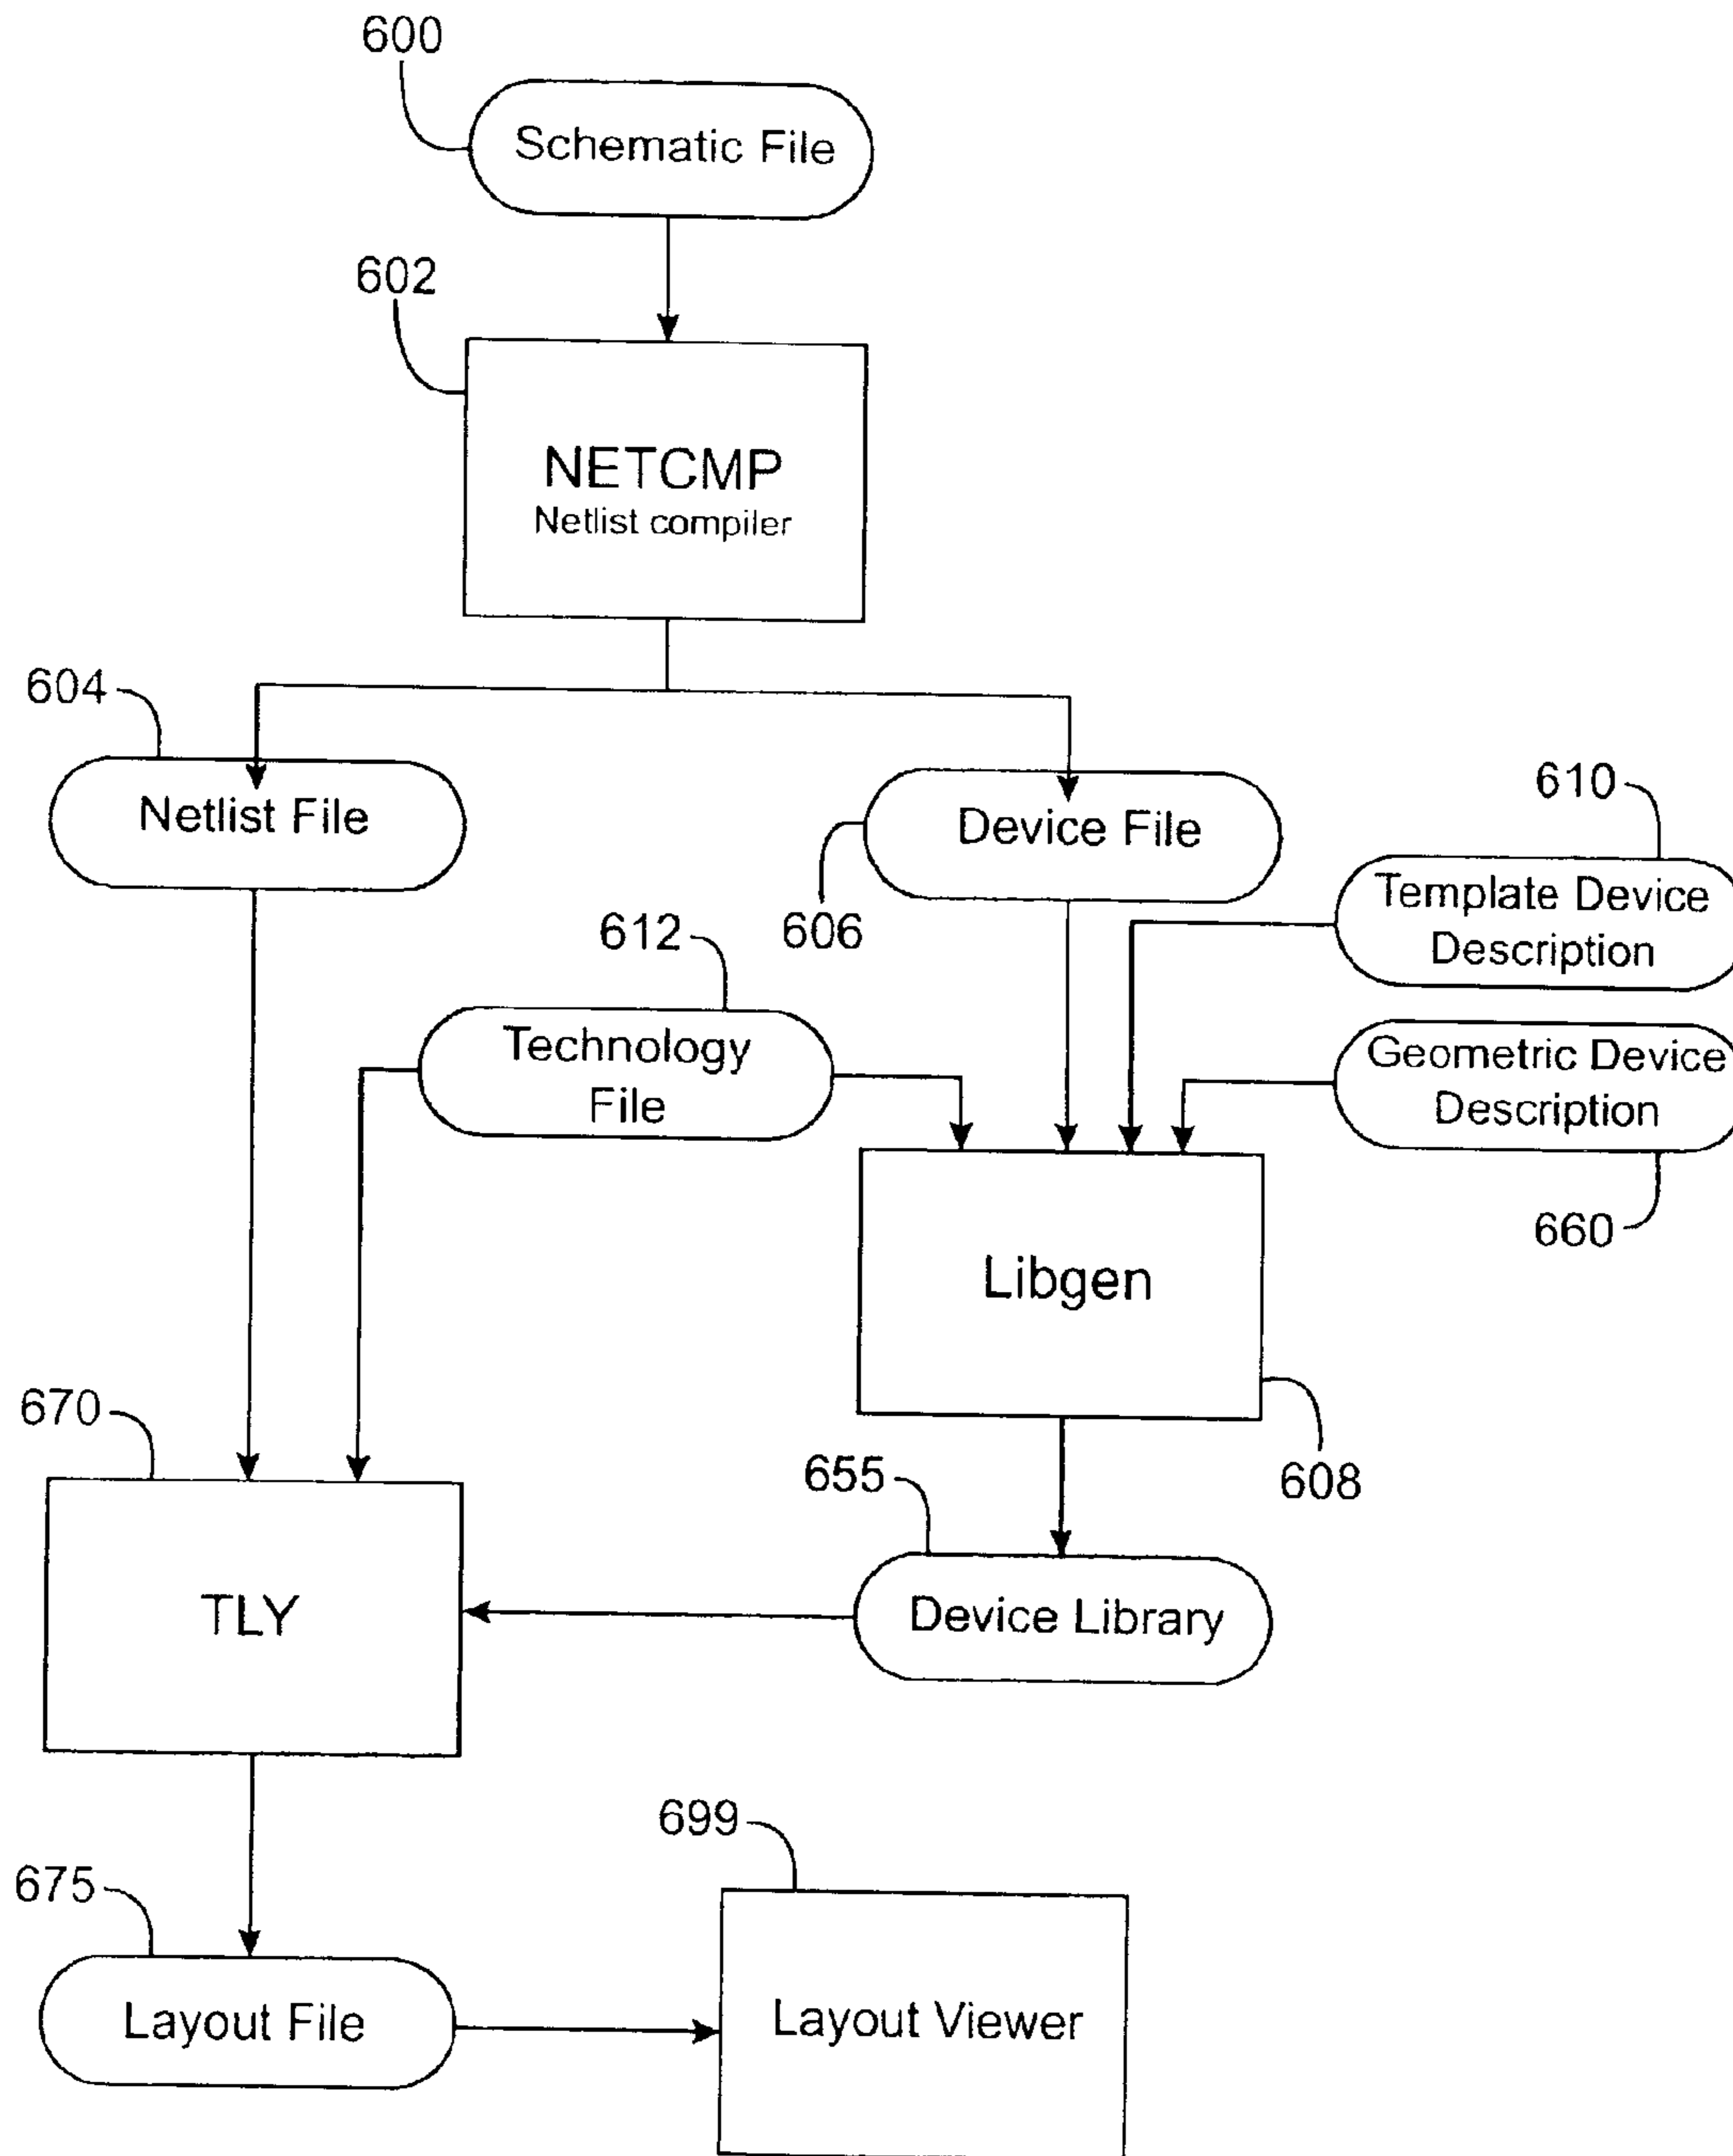 600
Schematic File
602
NETCMP
Netlist compiler
604
Netlist File
Device File
606
610
Template Device
Description
612
Technology
File
Geometric Device
Description
660
Libgen
608
670
TLY
655
Device Library
699
675
Layout File
Layout Viewer